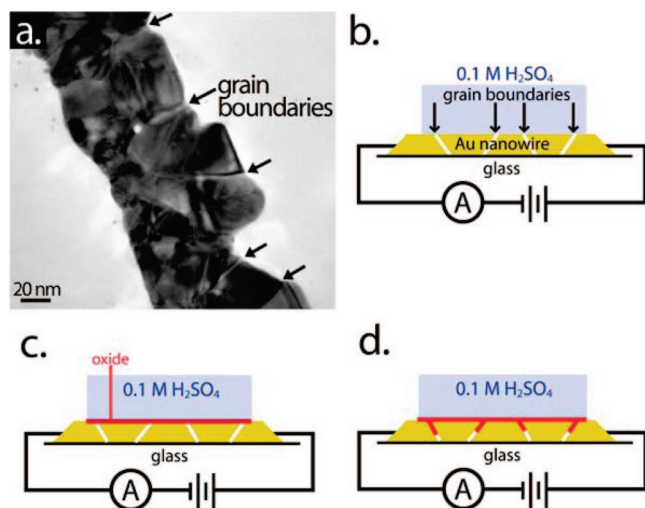 a.
grain
boundaries
20 nm
b.
0.1 M H₂SO₄
grain boundaries
Au nanowire
glass
A
c.
oxide
0.1 M H₂SO₄
glass
A
d.
0.1 M H₂SO₄
glass
A